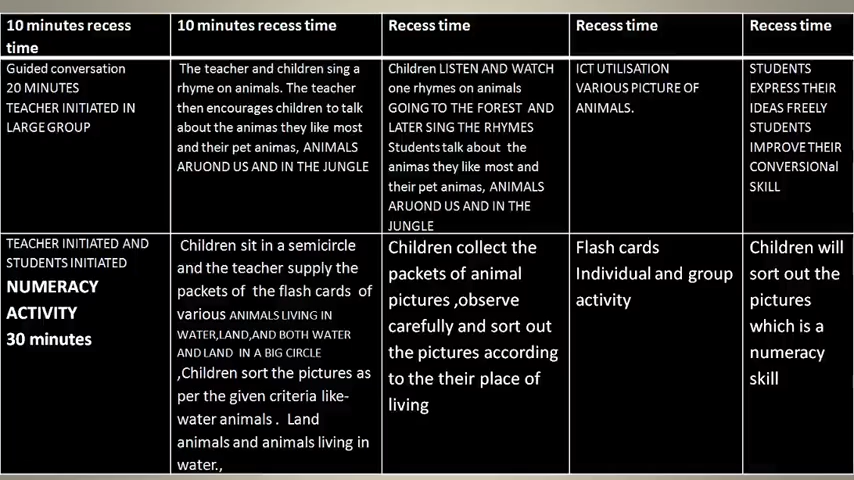 10 minutes recess
time
10 minutes recess time
Recess time
Recess time
Recess time
Guided conversation
20 MINUTES
TEACHER INITIATED IN
LARGE GROUP
The teacher and children sing a
rhyme on animals. The teacher
then encourages children to talk
about the animas they like most
and their pet animas, ANIMALS
ARUOND US AND IN THE JUNGLE
Children LISTEN AND WATCH
one rhymes on animals
GOING TO THE FOREST AND
LATER SING THE RHYMES
Students talk about the
animas they like most and
their pet animas, ANIMALS
ARUOND US AND IN THE
JUNGLE
ICT UTILISATION
VARIOUS PICTURE OF
ANIMALS.
STUDENTS
EXPRESS THEIR
IDEAS FREELY
STUDENTS
IMPROVE THEIR
CONVERSIONal
SKILL
TEACHER INITIATED AND
STUDENTS INITIATED
NUMERACY
ACTIVITY
30 minutes
Children sit in a semicircle
and the teacher supply the
packets of the flash cards of
various ANIMALS LIVING IN
WATER,LAND,AND BOTH WATER
AND LAND IN A BIG CIRCLE
,Children sort the pictures as
per the given criteria like-
water animals . Land
animals and animals living in
water.,
Children collect the
packets of animal
pictures ,observe
carefully and sort out
the pictures according
to the their place of
living
Flash cards
Individual and group
activity
Children will
sort out the
pictures
which is a
numeracy
skill